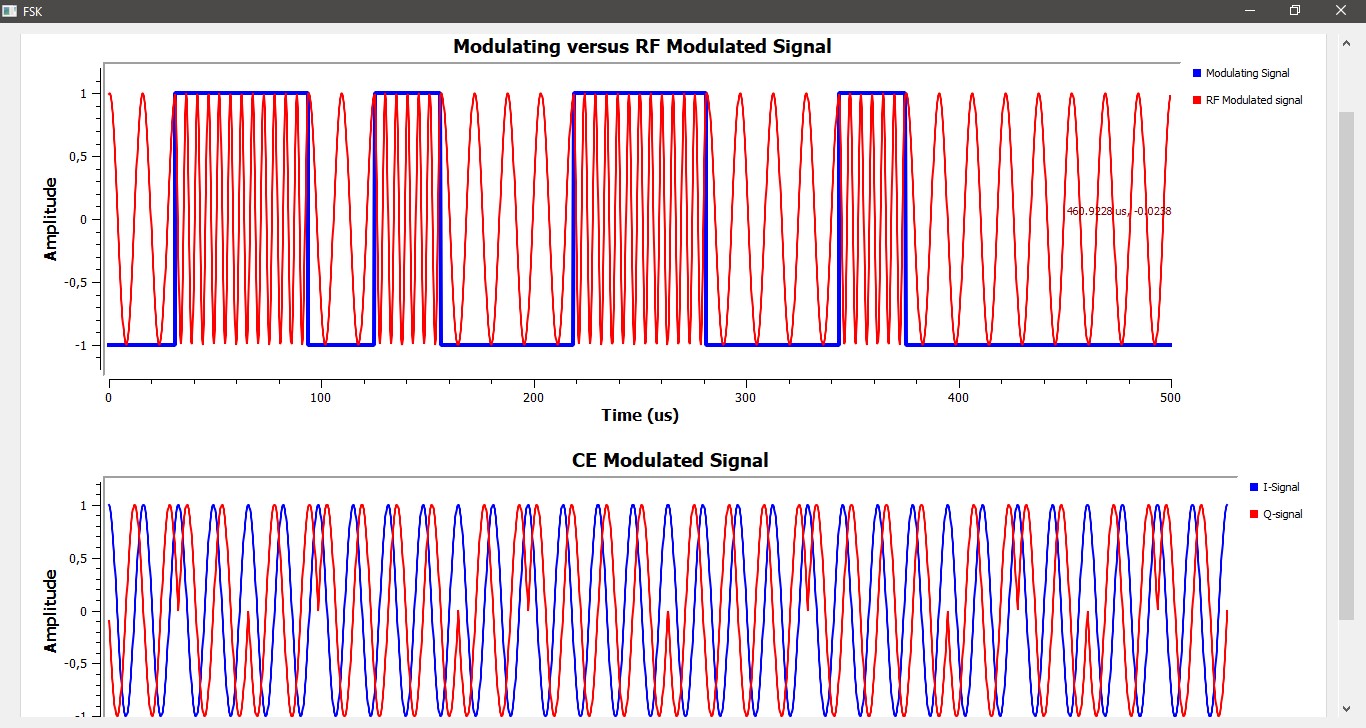 FSK
Modulating versus RF Modulated Signal
Modulating Signal
RF Modulated signal
1
0,5
0
-0,5
-1
Amplitude
460.9228 us, -0.0238
0 100 200 300 400 500
Time (us)
CE Modulated Signal
I-Signal
Q-signal
1
0,5
0
-0,5
-1
Amplitude